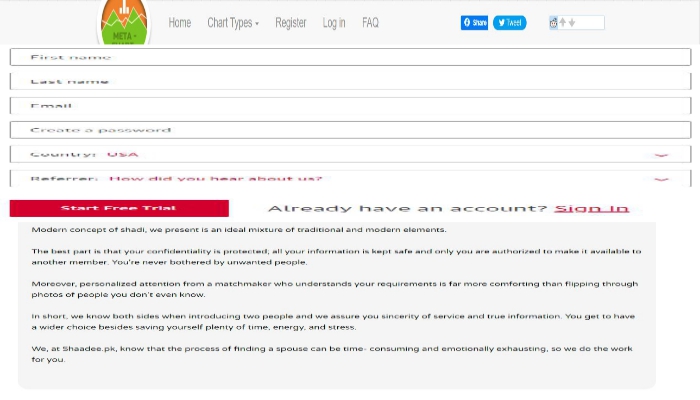 META -
Home
Chart Types
Register
Log in
FAQ
Share
Tweet
First name
Last name
Email
Create a password
Country: USA
Referrer: How did you hear about us?
Start Free Trial
Already have an account? Sign In
Modern concept of shadi, we present is an ideal mixture of traditional and modern elements.
The best part is that your confidentiality is protected; all your information is kept safe and only you are authorized to make it available to
another member. You're never bothered by unwanted people.
Moreover, personalized attention from a matchmaker who understands your requirements is far more comforting than flipping through
photos of people you don't even know.
In short, we know both sides when introducing two people and we assure you sincerity of service and true information. You get to have
a wider choice besides saving yourself plenty of time, energy, and stress.
We, at Shaadee.pk, know that the process of finding a spouse can be time- consuming and emotionally exhausting, so we do the work
for you.